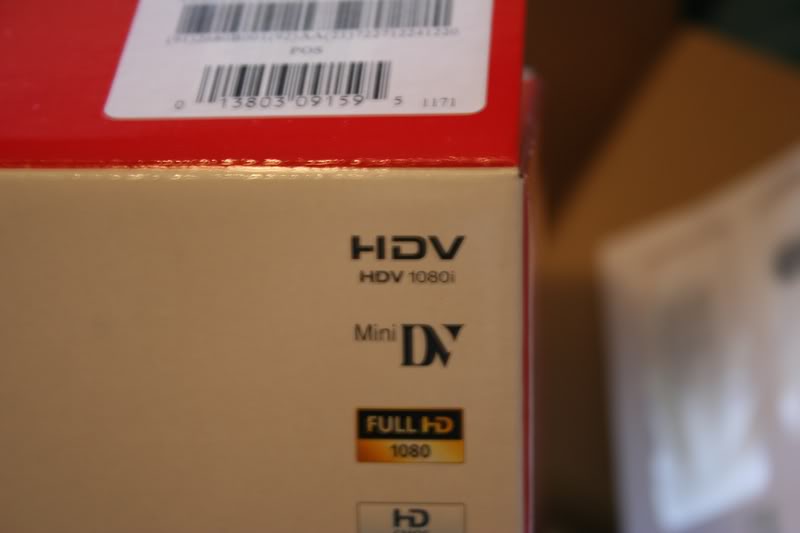 POS
0 13803 09159 5 1171
HDV
HDV 1080i
Mini DV
FULL HD
1080
HD